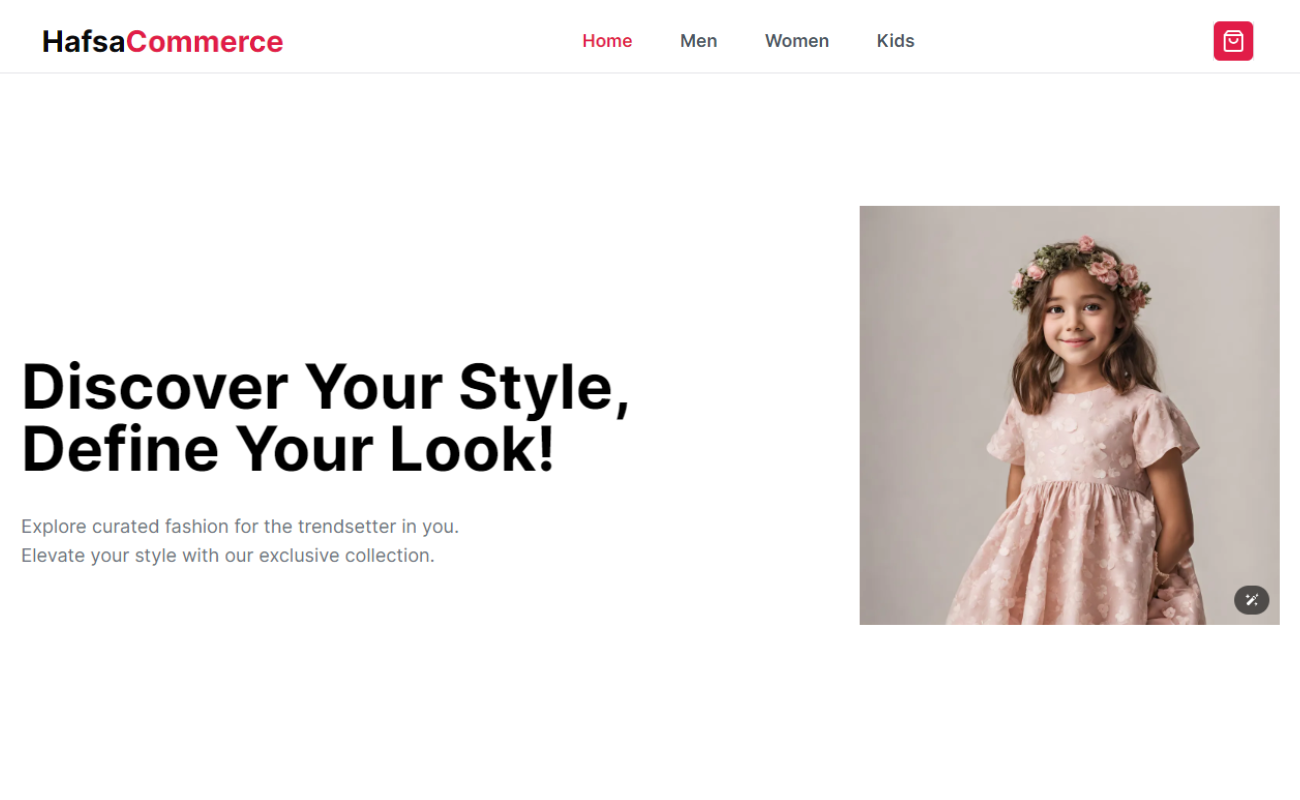 HafsaCommerce
Home Men Women Kids
Discover Your Style,
Define Your Look!
Explore curated fashion for the trendsetter in you.
Elevate your style with our exclusive collection.